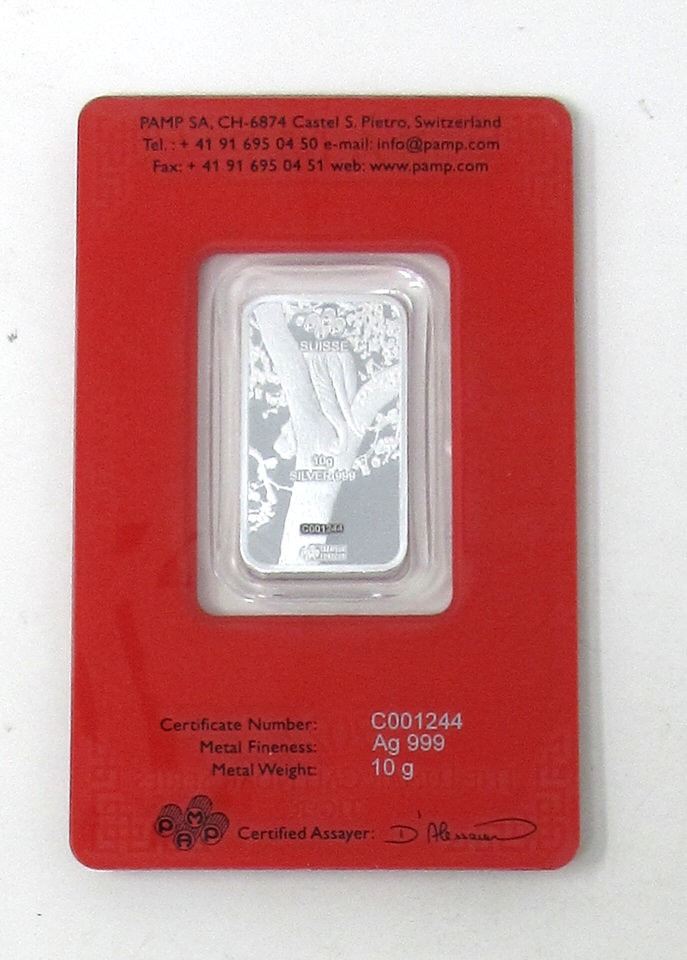 PAMP SA, CH-6874 Castel S. Pietro, Switzerland
Tel. : + 41 91 695 04 50 e-mail: info@pamp.com
Fax: + 41 91 695 04 51 web: www.pamp.com
PAMP
SUISSE
10g
SILVER 999
C001244
Certificate Number: C001244
Metal Fineness: Ag 999
Metal Weight: 10 g
PAMP Certified Assayer: